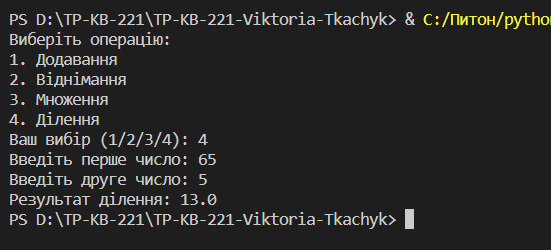 PS D:\TP-KB-221\TP-KB-221-Viktoria-Tkachyk> & C:/Питон/pytho
Виберіть операцію:
1. Додавання
2. Віднімання
3. Множення
4. Ділення
Ваш вибір (1/2/3/4): 4
Введіть перше число: 65
Введіть друге число: 5
Результат ділення: 13.0
PS D:\TP-KB-221\TP-KB-221-Viktoria-Tkachyk>